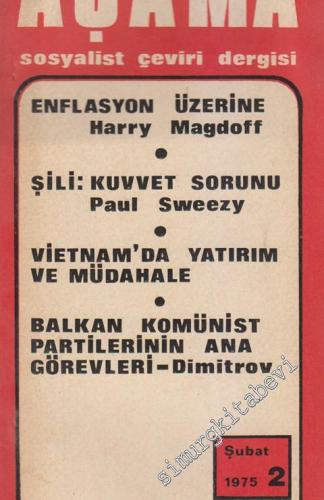 AŞAMA
sosyalist çeviri dergisi
ENFLASYON ÜZERİNE
Harry Magdoff
ŞİLİ: KUVVET SORUNU
Paul Sweezy
VİETNAM'DA YATIRIM
VE MÜDAHALE
BALKAN KOMÜNİST
PARTİLERİNİN ANA
GÖREVLERİ-Dimitrov
Şubat
1975 2
simurgkitabevi